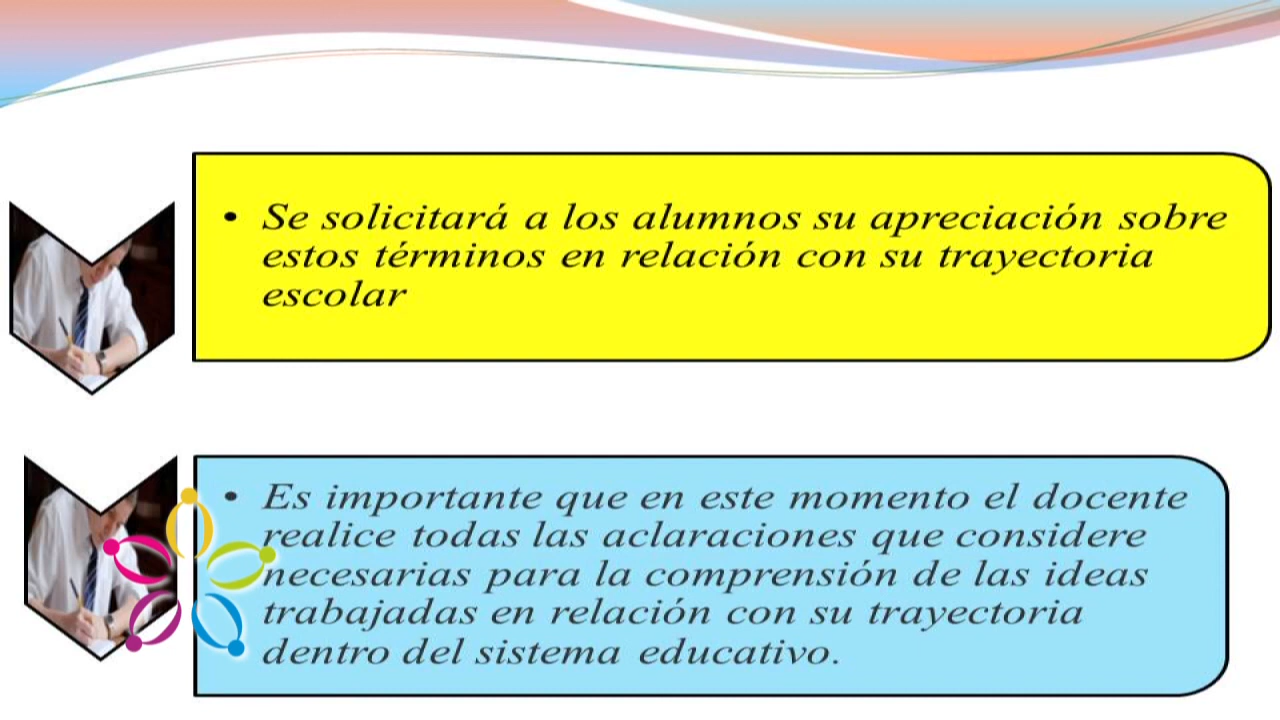 • Se solicitará a los alumnos su apreciación sobre
estos términos en relación con su trayectoria
escolar
• Es importante que en este momento el docente
realice todas las aclaraciones que considere
necesarias para la comprensión de las ideas
trabajadas en relación con su trayectoria
dentro del sistema educativo.